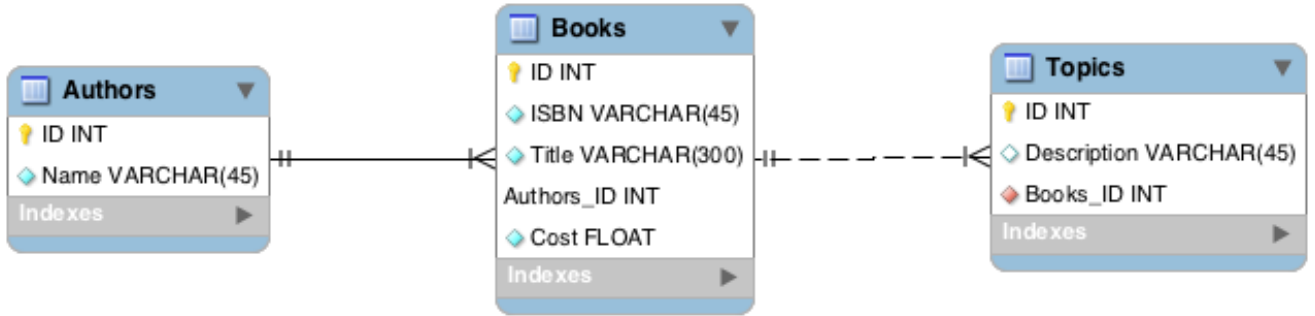 Authors
ID INT
Name VARCHAR(45)
Indexes
Books
ID INT
ISBN VARCHAR(45)
Title VARCHAR(300)
Authors_ID INT
Cost FLOAT
Indexes
Topics
ID INT
Description VARCHAR(45)
Books_ID INT
Indexes